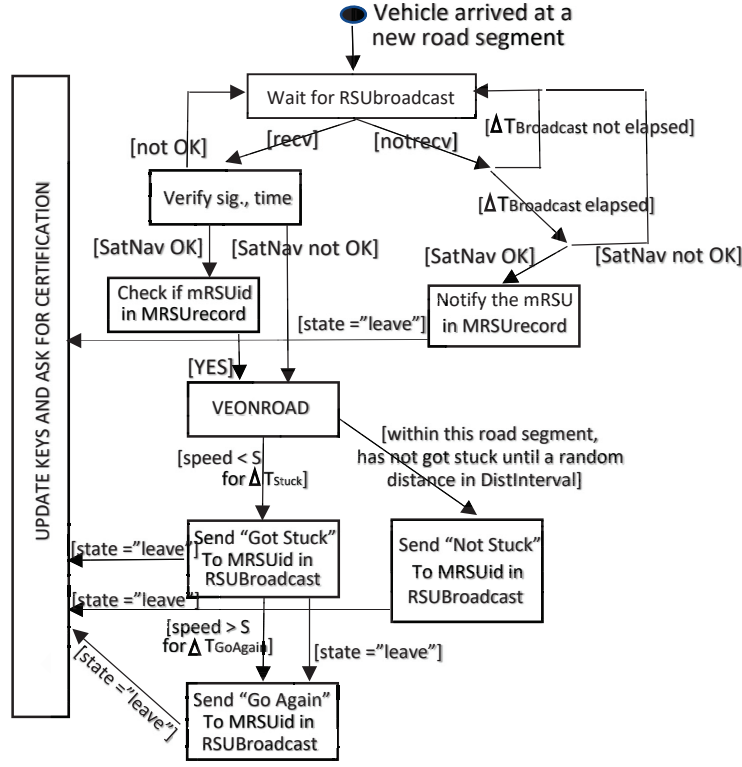 Vehicle arrived at a
new road segment
Wait for RSUbroadcast
[not OK]
[recv]
[notrecv]
[ΔTBroadcast not elapsed]
Verify sig., time
[ΔTBroadcast elapsed]
[SatNav OK]
[SatNav not OK]
[SatNav OK]
[SatNav not OK]
Check if mRSUid
in MRSUrecord
Notify the mRSU
in MRSUrecord
[state ="leave"]
[YES]
VEONROAD
[speed < S
for ΔTStuck]
[within this road segment,
has not got stuck until a random
distance in DistInterval]
UPDATE KEYS AND ASK FOR CERTIFICATION
Send "Got Stuck"
To MRSUid in
RSUBroadcast
Send "Not Stuck"
To MRSUid in
RSUBroadcast
[state ="leave"]
[state ="leave"]
[speed > S
for ΔTGoAgain]
[state ="leave"]
[state ="leave"]
Send "Go Again"
To MRSUid in
RSUBroadcast